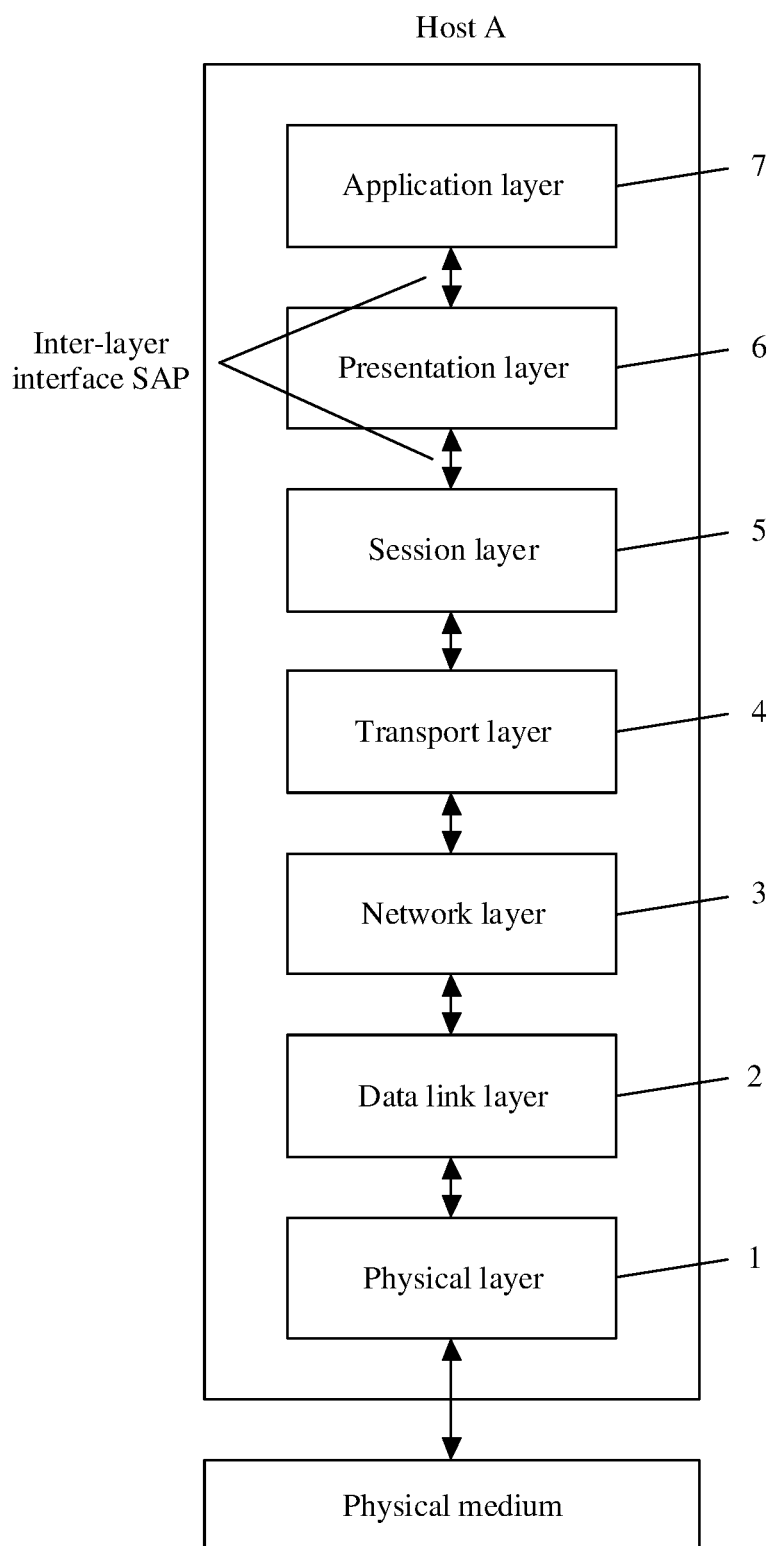 Host A
Application layer
7
Inter-layer
interface SAP
Presentation layer
6
Session layer
5
Transport layer
4
Network layer
3
Data link layer
2
Physical layer
1
Physical medium